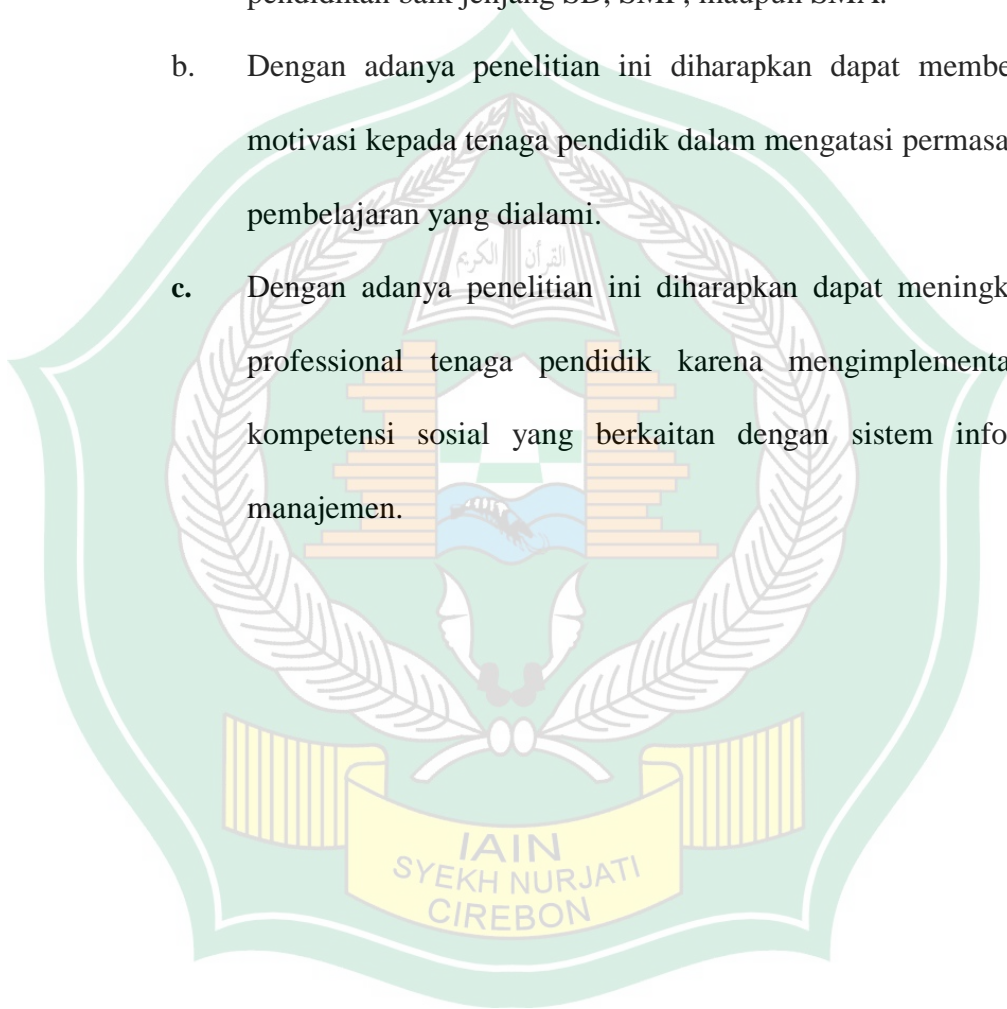 pendidikan baik jenjang SD, SMP, maupun SMA.
b. Dengan adanya penelitian ini diharapkan dapat membe
motivasi kepada tenaga pendidik dalam mengatasi permasa
pembelajaran yang dialami.
القرآن الكريم
c. Dengan adanya penelitian ini diharapkan dapat meningk
professional tenaga pendidik karena mengimplementa
kompetensi sosial yang berkaitan dengan sistem info
manajemen.
IAIN
SYEKH NURJATI
CIREBON